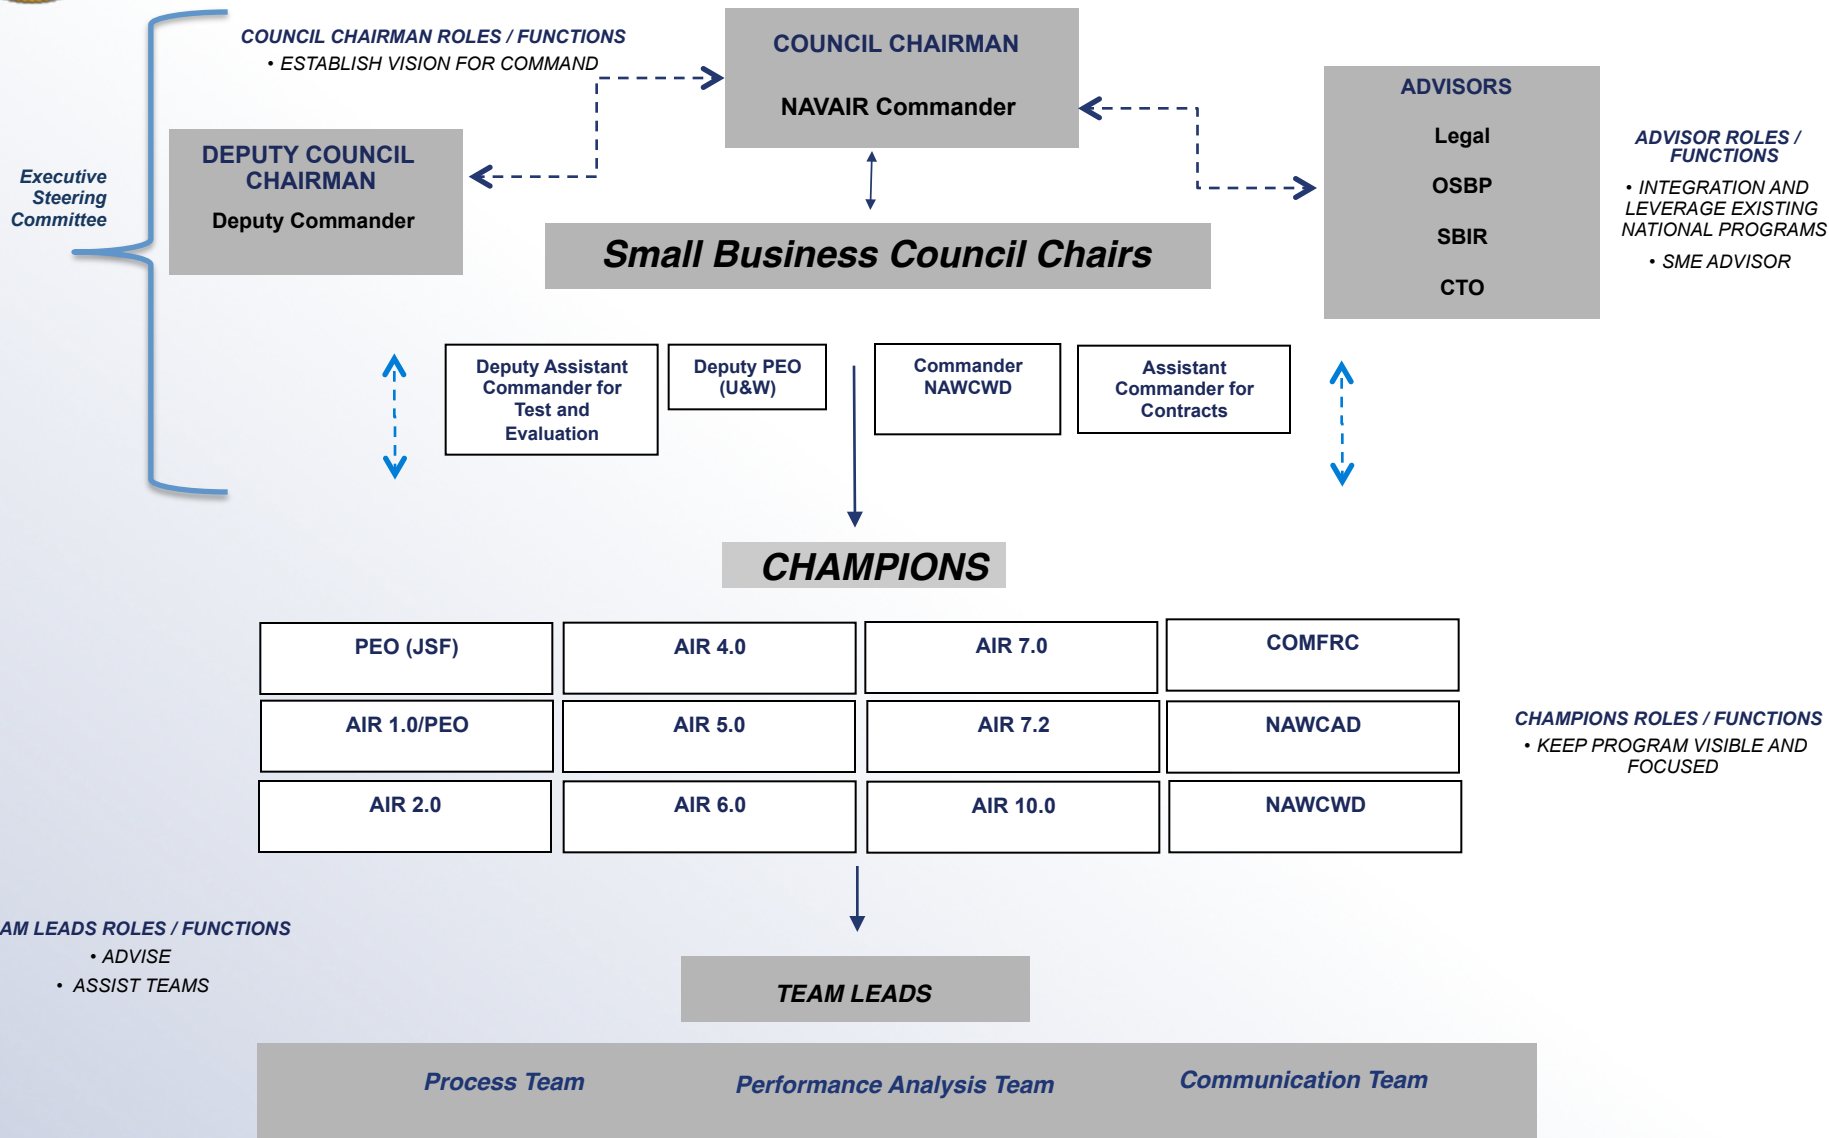 COUNCIL CHAIRMAN ROLES / FUNCTIONS
• ESTABLISH VISION FOR COMMAND
COUNCIL CHAIRMAN
NAVAIR Commander
DEPUTY COUNCIL
CHAIRMAN
Deputy Commander
Executive
Steering
Committee
ADVISORS
Legal
OSBP
SBIR
CTO
ADVISOR ROLES /
FUNCTIONS
• INTEGRATION AND
LEVERAGE EXISTING
NATIONAL PROGRAMS
• SME ADVISOR
Small Business Council Chairs
Deputy Assistant
Commander for
Test and
Evaluation
Deputy PEO
(U&W)
Commander
NAWCWD
Assistant
Commander for
Contracts
CHAMPIONS
PEO (JSF)
AIR 4.0
AIR 7.0
COMFRC
AIR 1.0/PEO
AIR 5.0
AIR 7.2
NAWCAD
AIR 2.0
AIR 6.0
AIR 10.0
NAWCWD
CHAMPIONS ROLES / FUNCTIONS
• KEEP PROGRAM VISIBLE AND
FOCUSED
AM LEADS ROLES / FUNCTIONS
• ADVISE
• ASSIST TEAMS
TEAM LEADS
Process Team
Performance Analysis Team
Communication Team